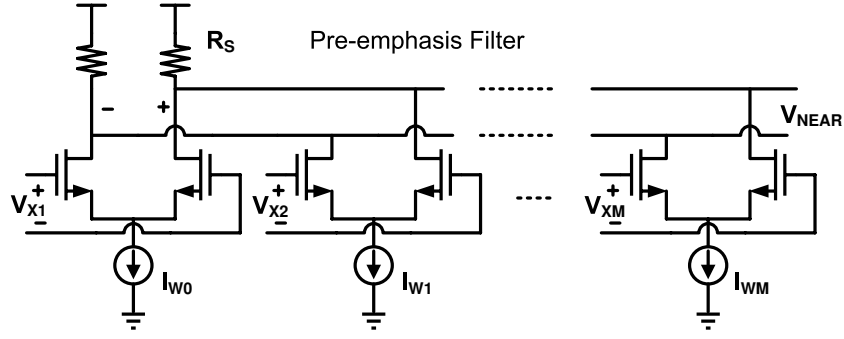 R_S Pre-emphasis Filter
− +
V_NEAR
+ + +
V_X1 V_X2 V_XM
− − −
I_W0 I_W1 I_WM